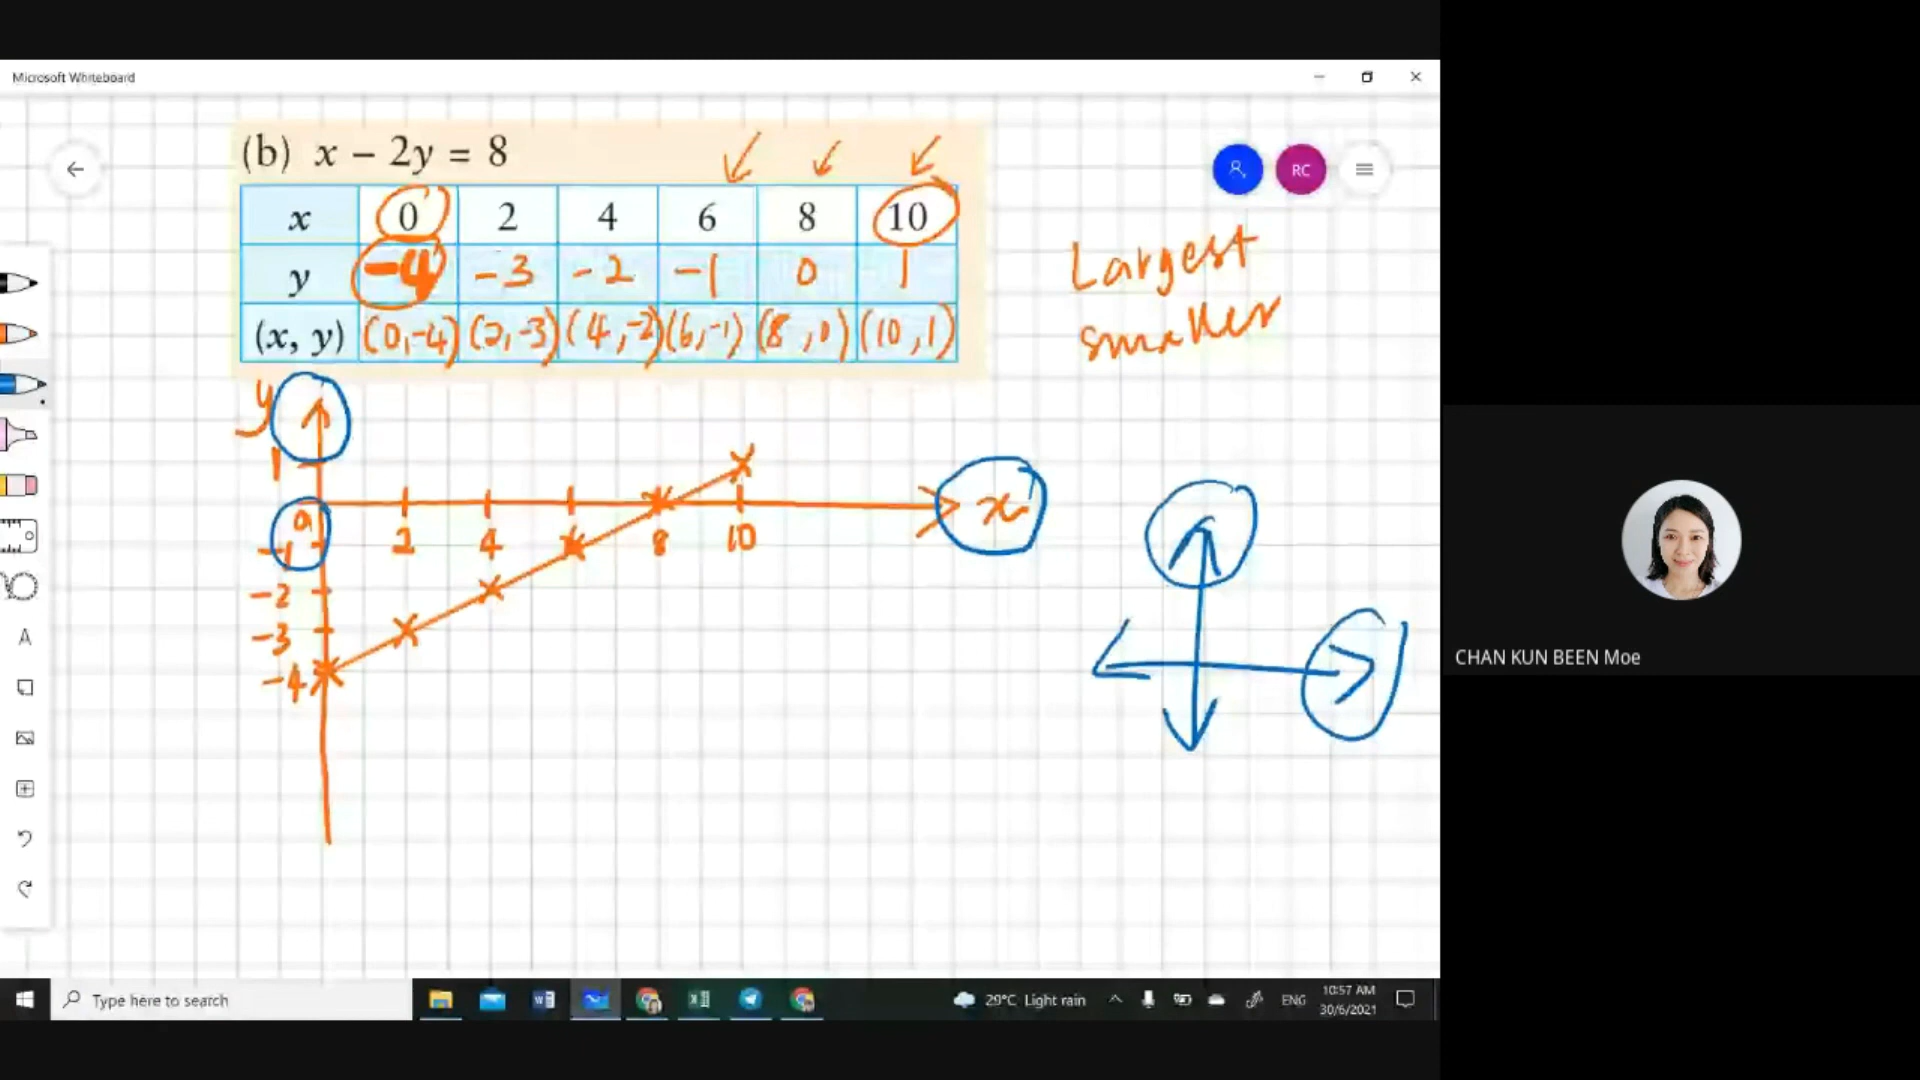 Microsoft Whiteboard
(b) x − 2y = 8
x 0 2 4 6 8 10
y −4 −3 −2 −1 0 1
(x, y) (0,-4) (2,-3) (4,-2) (6,-1) (8,0) (10,1)
Largest
smaller
RC
y
1
0
-1
-2
-3
-4
2 4 8 10
x
A
CHAN KUN BEEN Moe
Type here to search
29°C Light rain
ENG
10:57 AM
30/6/2021